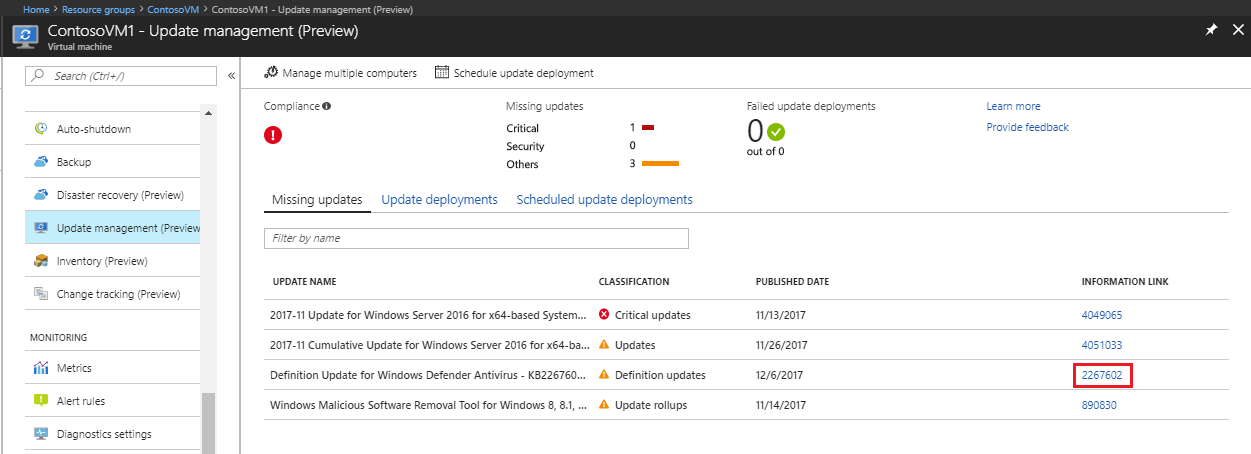 Home > Resource groups > ContosoVM > ContosoVM1 - Update management (Preview)
ContosoVM1 - Update management (Preview)
Virtual machine
Search (Ctrl+/)
Auto-shutdown
Backup
Disaster recovery (Preview)
Update management (Preview
Inventory (Preview)
Change tracking (Preview)
MONITORING
Metrics
Alert rules
Diagnostics settings
Manage multiple computers Schedule update deployment
Compliance
Missing updates
Critical 1
Security 0
Others 3
Failed update deployments
0
out of 0
Learn more
Provide feedback
Missing updates Update deployments Scheduled update deployments
Filter by name
UPDATE NAME CLASSIFICATION PUBLISHED DATE INFORMATION LINK
2017-11 Update for Windows Server 2016 for x64-based System... Critical updates 11/13/2017 4049065
2017-11 Cumulative Update for Windows Server 2016 for x64-ba... Updates 11/26/2017 4051033
Definition Update for Windows Defender Antivirus - KB226760... Definition updates 12/6/2017 2267602
Windows Malicious Software Removal Tool for Windows 8, 8.1, ... Update rollups 11/14/2017 890830